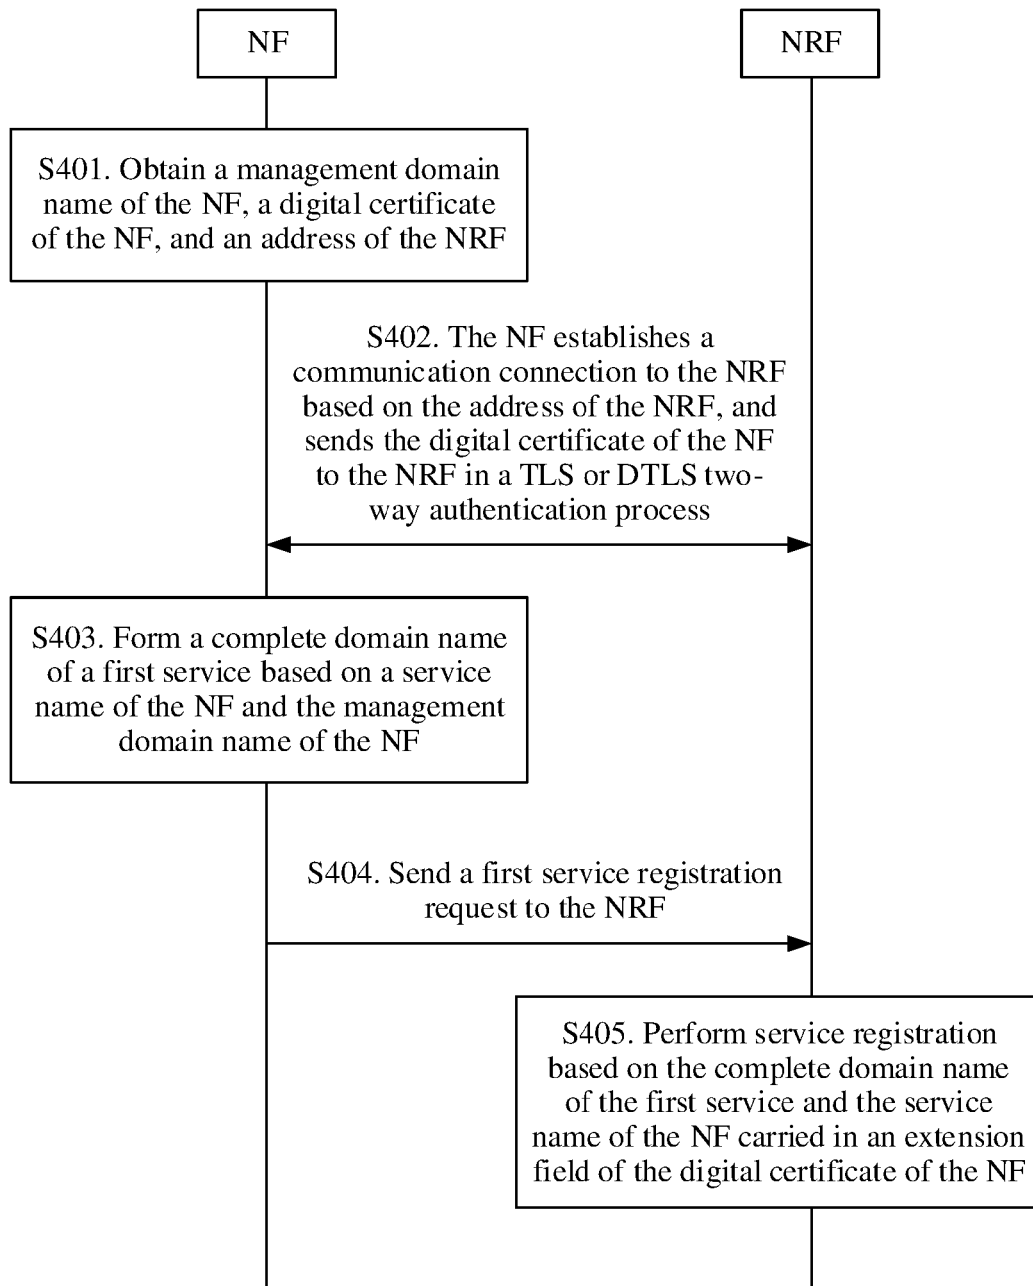 NF
NRF
S401. Obtain a management domain
name of the NF, a digital certificate
of the NF, and an address of the NRF
S402. The NF establishes a
communication connection to the NRF
based on the address of the NRF, and
sends the digital certificate of the NF
to the NRF in a TLS or DTLS two-
way authentication process
S403. Form a complete domain name
of a first service based on a service
name of the NF and the management
domain name of the NF
S404. Send a first service registration
request to the NRF
S405. Perform service registration
based on the complete domain name
of the first service and the service
name of the NF carried in an extension
field of the digital certificate of the NF